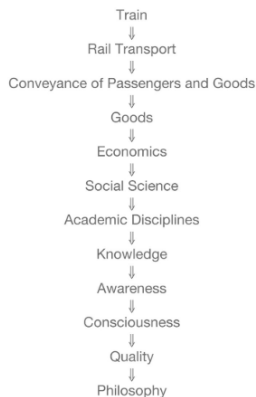 Train
⇓
Rail Transport
⇓
Conveyance of Passengers and Goods
⇓
Goods
⇓
Economics
⇓
Social Science
⇓
Academic Disciplines
⇓
Knowledge
⇓
Awareness
⇓
Consciousness
⇓
Quality
⇓
Philosophy